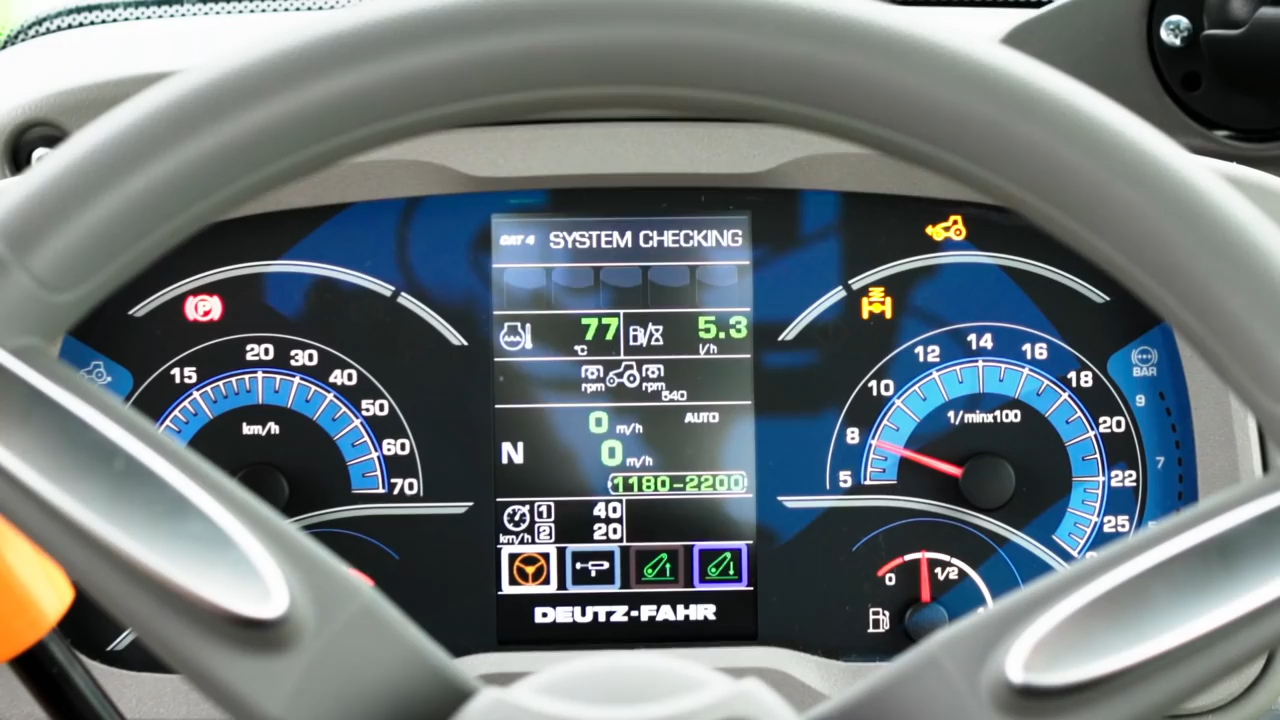 CAT 4 SYSTEM CHECKING
77 °C 5.3 l/h
rpm rpm 540
0 m/h AUTO
N 0 m/h
1180-2200
1 40
km/h 2 20
DEUTZ-FAHR
P
15 20 30 40 50 60 70
km/h
5 8 10 12 14 16 18 20 22 25
1/minx100
BAR
9
7
0 1/2